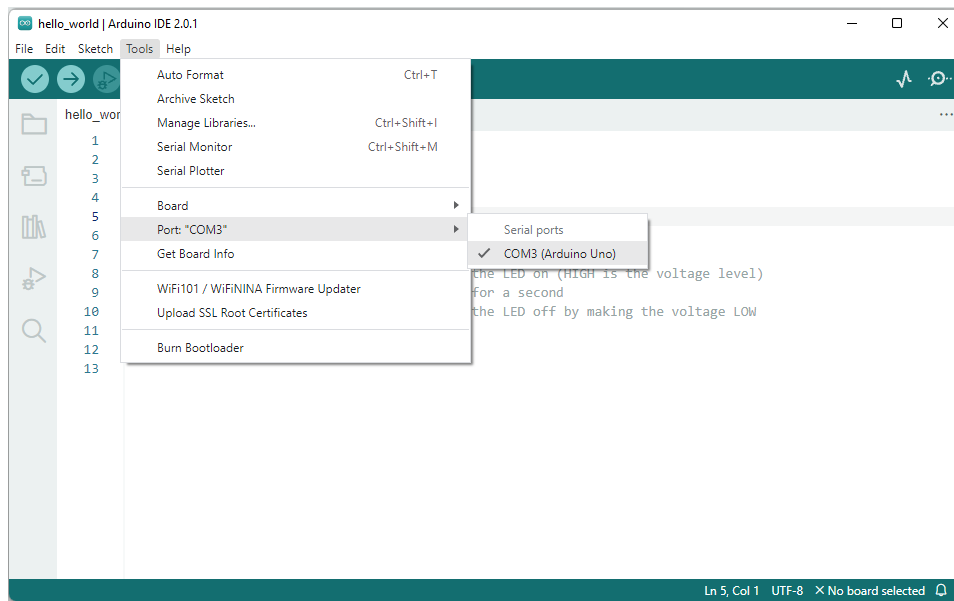 hello_world | Arduino IDE 2.0.1
File Edit Sketch Tools Help
hello_wor
Auto Format Ctrl+T
Archive Sketch
Manage Libraries... Ctrl+Shift+I
Serial Monitor Ctrl+Shift+M
Serial Plotter
Board
Port: "COM3"
Get Board Info
WiFi101 / WiFiNINA Firmware Updater
Upload SSL Root Certificates
Burn Bootloader
Serial ports
COM3 (Arduino Uno)
1
2
3
4
5
6
7
8 the LED on (HIGH is the voltage level)
9 for a second
10 the LED off by making the voltage LOW
11
12
13
Ln 5, Col 1 UTF-8 No board selected